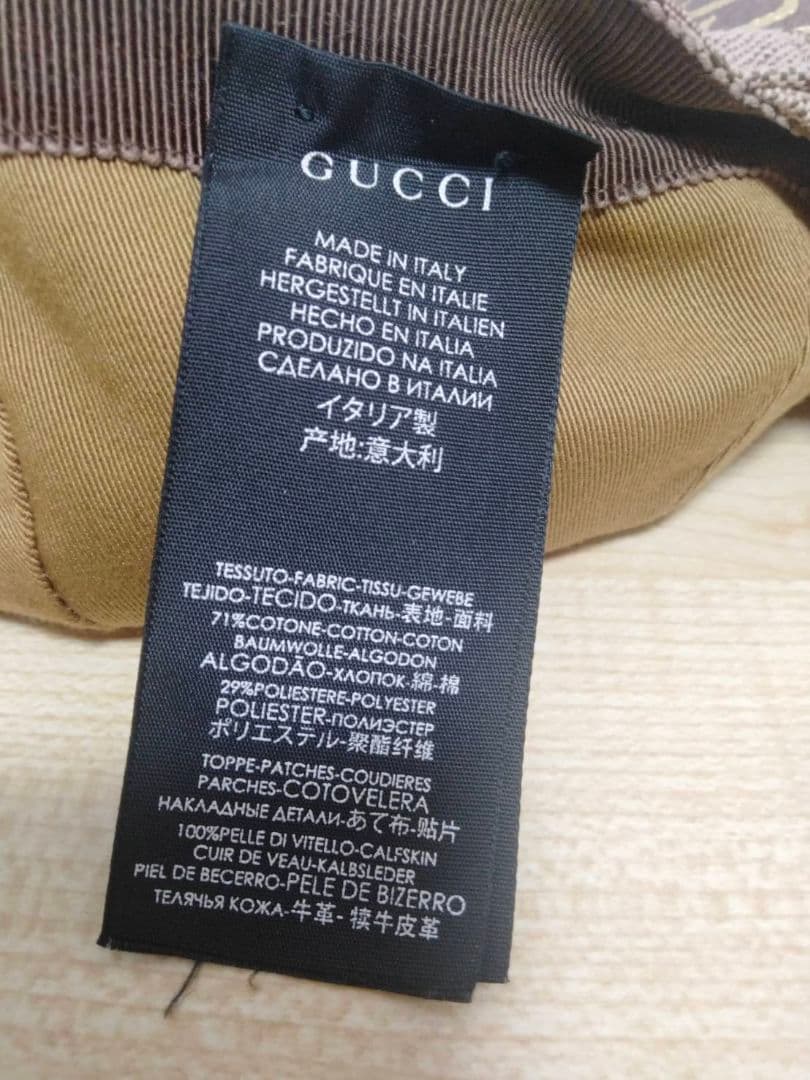 GUCCI
MADE IN ITALY
FABRIQUE EN ITALIE
HERGESTELLT IN ITALIEN
HECHO EN ITALIA
PRODUZIDO NA ITALIA
СДЕЛАНО В ИТАЛИИ
イタリア製
产地:意大利
TESSUTO-FABRIC-TISSU-GEWEBE
TEJIDO-TECIDO-ТКАНЬ-表地-面料
71%COTONE-COTTON-COTON
BAUMWOLLE-ALGODON
ALGODÃO-ХЛОПОК-綿-棉
29%POLIESTERE-POLYESTER
POLIESTER-ПОЛИЭСТЕР
ポリエステル-聚酯纤维
TOPPE-PATCHES-COUDIERES
PARCHES-COTOVELERA
НАКЛАДНЫЕ ДЕТАЛИ-あて布-贴片
100%PELLE DI VITELLO-CALFSKIN
CUIR DE VEAU-KALBSLEDER
PIEL DE BECERRO-PELE DE BIZERRO
ТЕЛЯЧЬЯ КОЖА-牛革-犊牛皮革